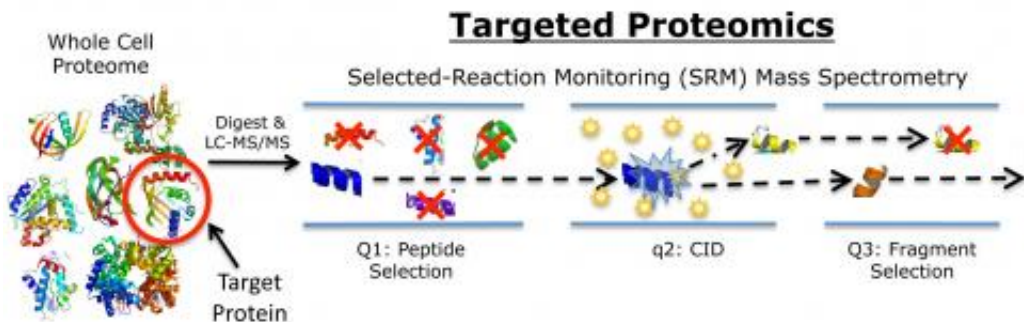 Targeted Proteomics
Whole Cell
Proteome
Selected-Reaction Monitoring (SRM) Mass Spectrometry
Digest &
LC-MS/MS
Q1: Peptide
Selection
q2: CID
Q3: Fragment
Selection
Target
Protein